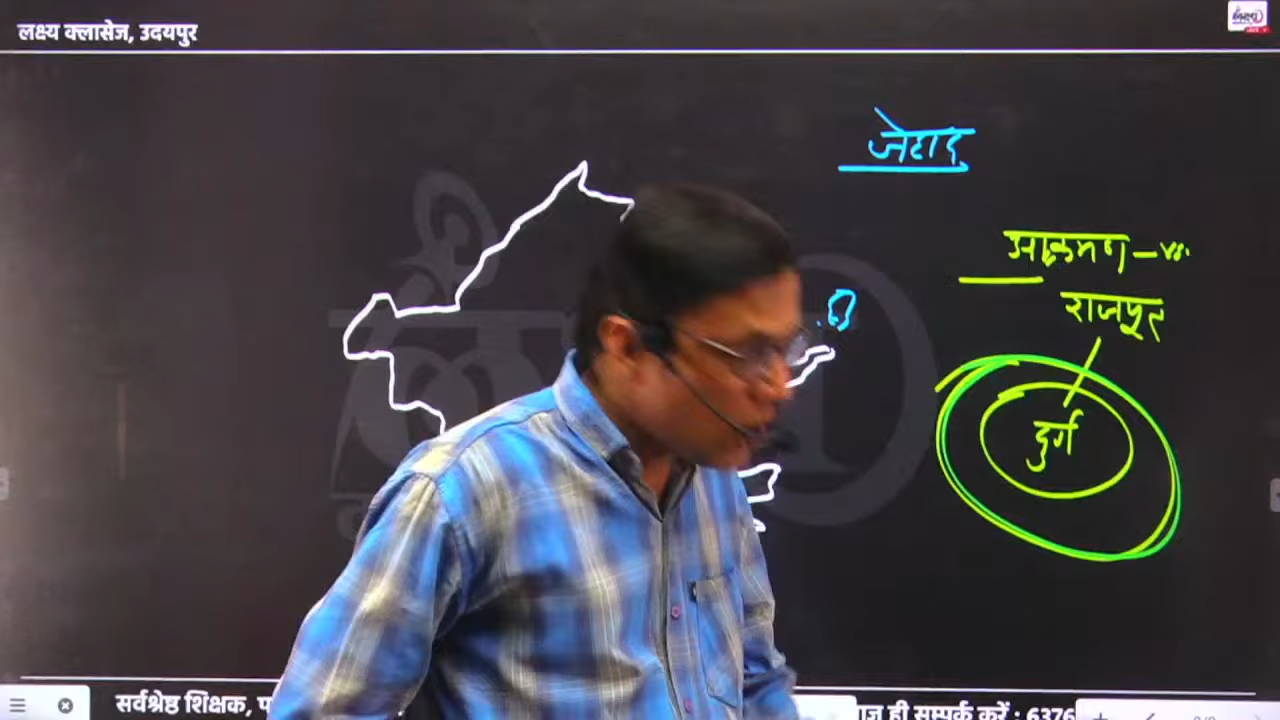 लक्ष्य क्लासेज, उदयपुर
जेहाद
आक्रमण –
राजपूत
दुर्ग
सर्वश्रेष्ठ शिक्षक,
ही सम्पर्क करें : 6376